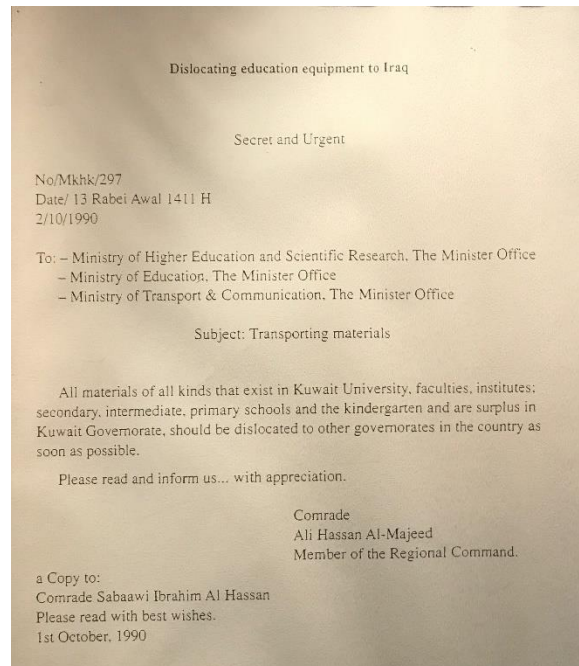 Dislocating education equipment to Iraq
Secret and Urgent
No/Mkhk/297
Date/ 13 Rabei Awal 1411 H
2/10/1990
To: – Ministry of Higher Education and Scientific Research, The Minister Office
– Ministry of Education, The Minister Office
– Ministry of Transport & Communication, The Minister Office
Subject: Transporting materials
All materials of all kinds that exist in Kuwait University, faculties, institutes;
secondary, intermediate, primary schools and the kindergarten and are surplus in
Kuwait Governorate, should be dislocated to other governorates in the country as
soon as possible.
Please read and inform us... with appreciation.
Comrade
Ali Hassan Al-Majeed
Member of the Regional Command.
a Copy to:
Comrade Sabaawi Ibrahim Al Hassan
Please read with best wishes.
1st October, 1990